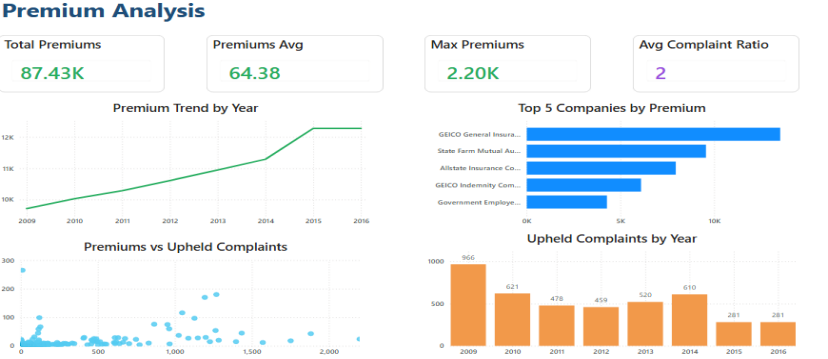 Premium Analysis
Total Premiums
87.43K
Premiums Avg
64.38
Max Premiums
2.20K
Avg Complaint Ratio
2
Premium Trend by Year
12K
11K
10K
2009 2010 2011 2012 2013 2014 2015 2016
Top 5 Companies by Premium
GEICO General Insura...
State Farm Mutual Au...
Allstate Insurance Co...
GEICO Indemnity Com...
Government Employe...
0K 5K 10K
Premiums vs Upheld Complaints
300
200
100
0
0 500 1,000 1,500 2,000
Upheld Complaints by Year
1000
500
0
966 621 478 459 520 610 281 281
2009 2010 2011 2012 2013 2014 2015 2016